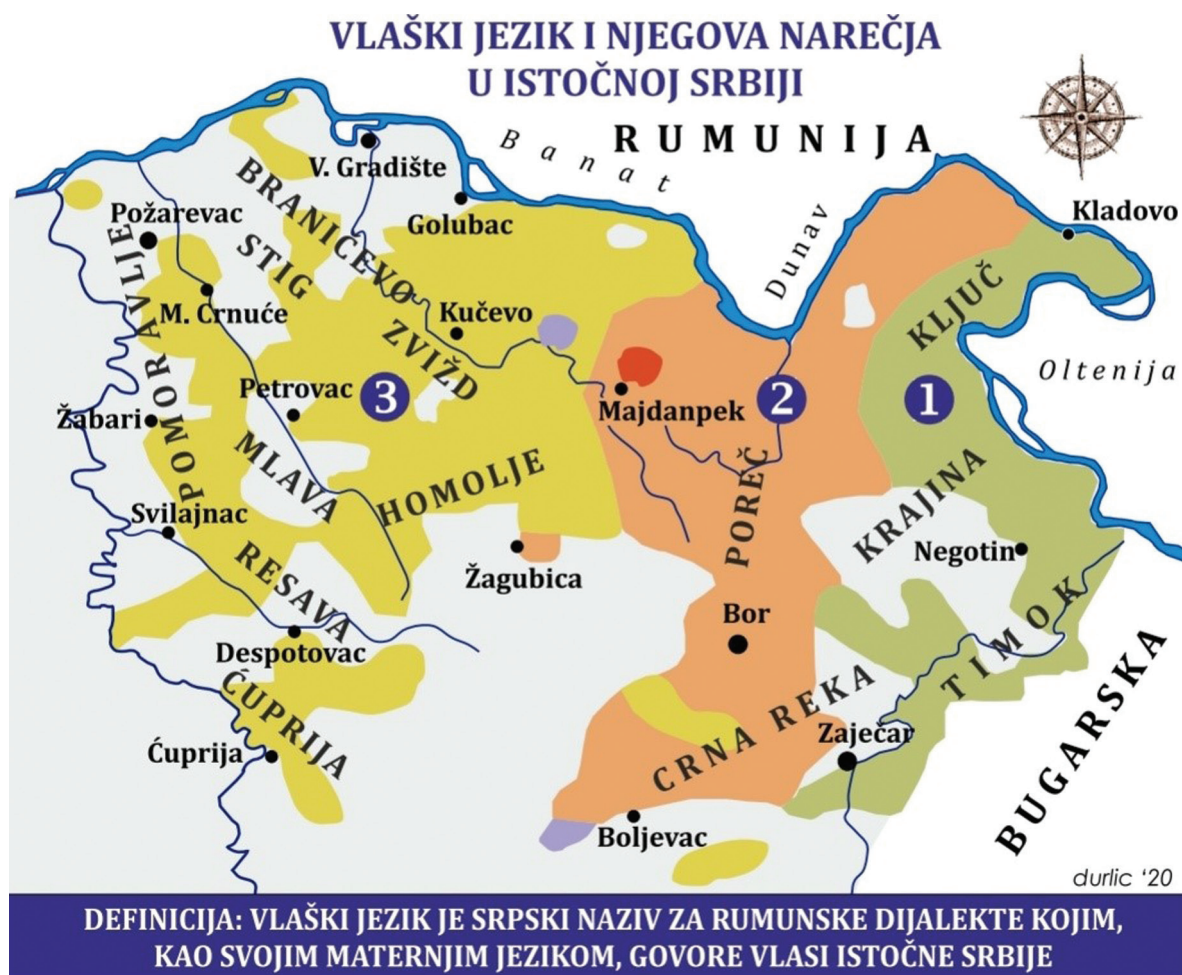 VLAŠKI JEZIK I NJEGOVA NAREČJA
U ISTOČNOJ SRBIJI
Banat
RUMUNIJA
V. Gradište
BRANIČEVO
Golubac
Kladovo
Požarevac
STIG
Dunav
KLJUČ
POMORAVLJE
M. Crnuće
Kučevo
ZVIŽD
Oltenija
Petrovac
3
Majdanpek
2
1
Žabari
MLAVA
HOMOLJE
POREČ
KRAJINA
Svilajnac
RESAVA
Žagubica
Negotin
Bor
TIMOK
Despotovac
ĆUPRIJA
CRNA REKA
Zaječar
BUGARSKA
Ćuprija
Boljevac
durlic '20
DEFINICIJA: VLAŠKI JEZIK JE SRPSKI NAZIV ZA RUMUNSKE DIJALEKTE KOJIM,
KAO SVOJIM MATERNJIM JEZIKOM, GOVORE VLASI ISTOČNE SRBIJE